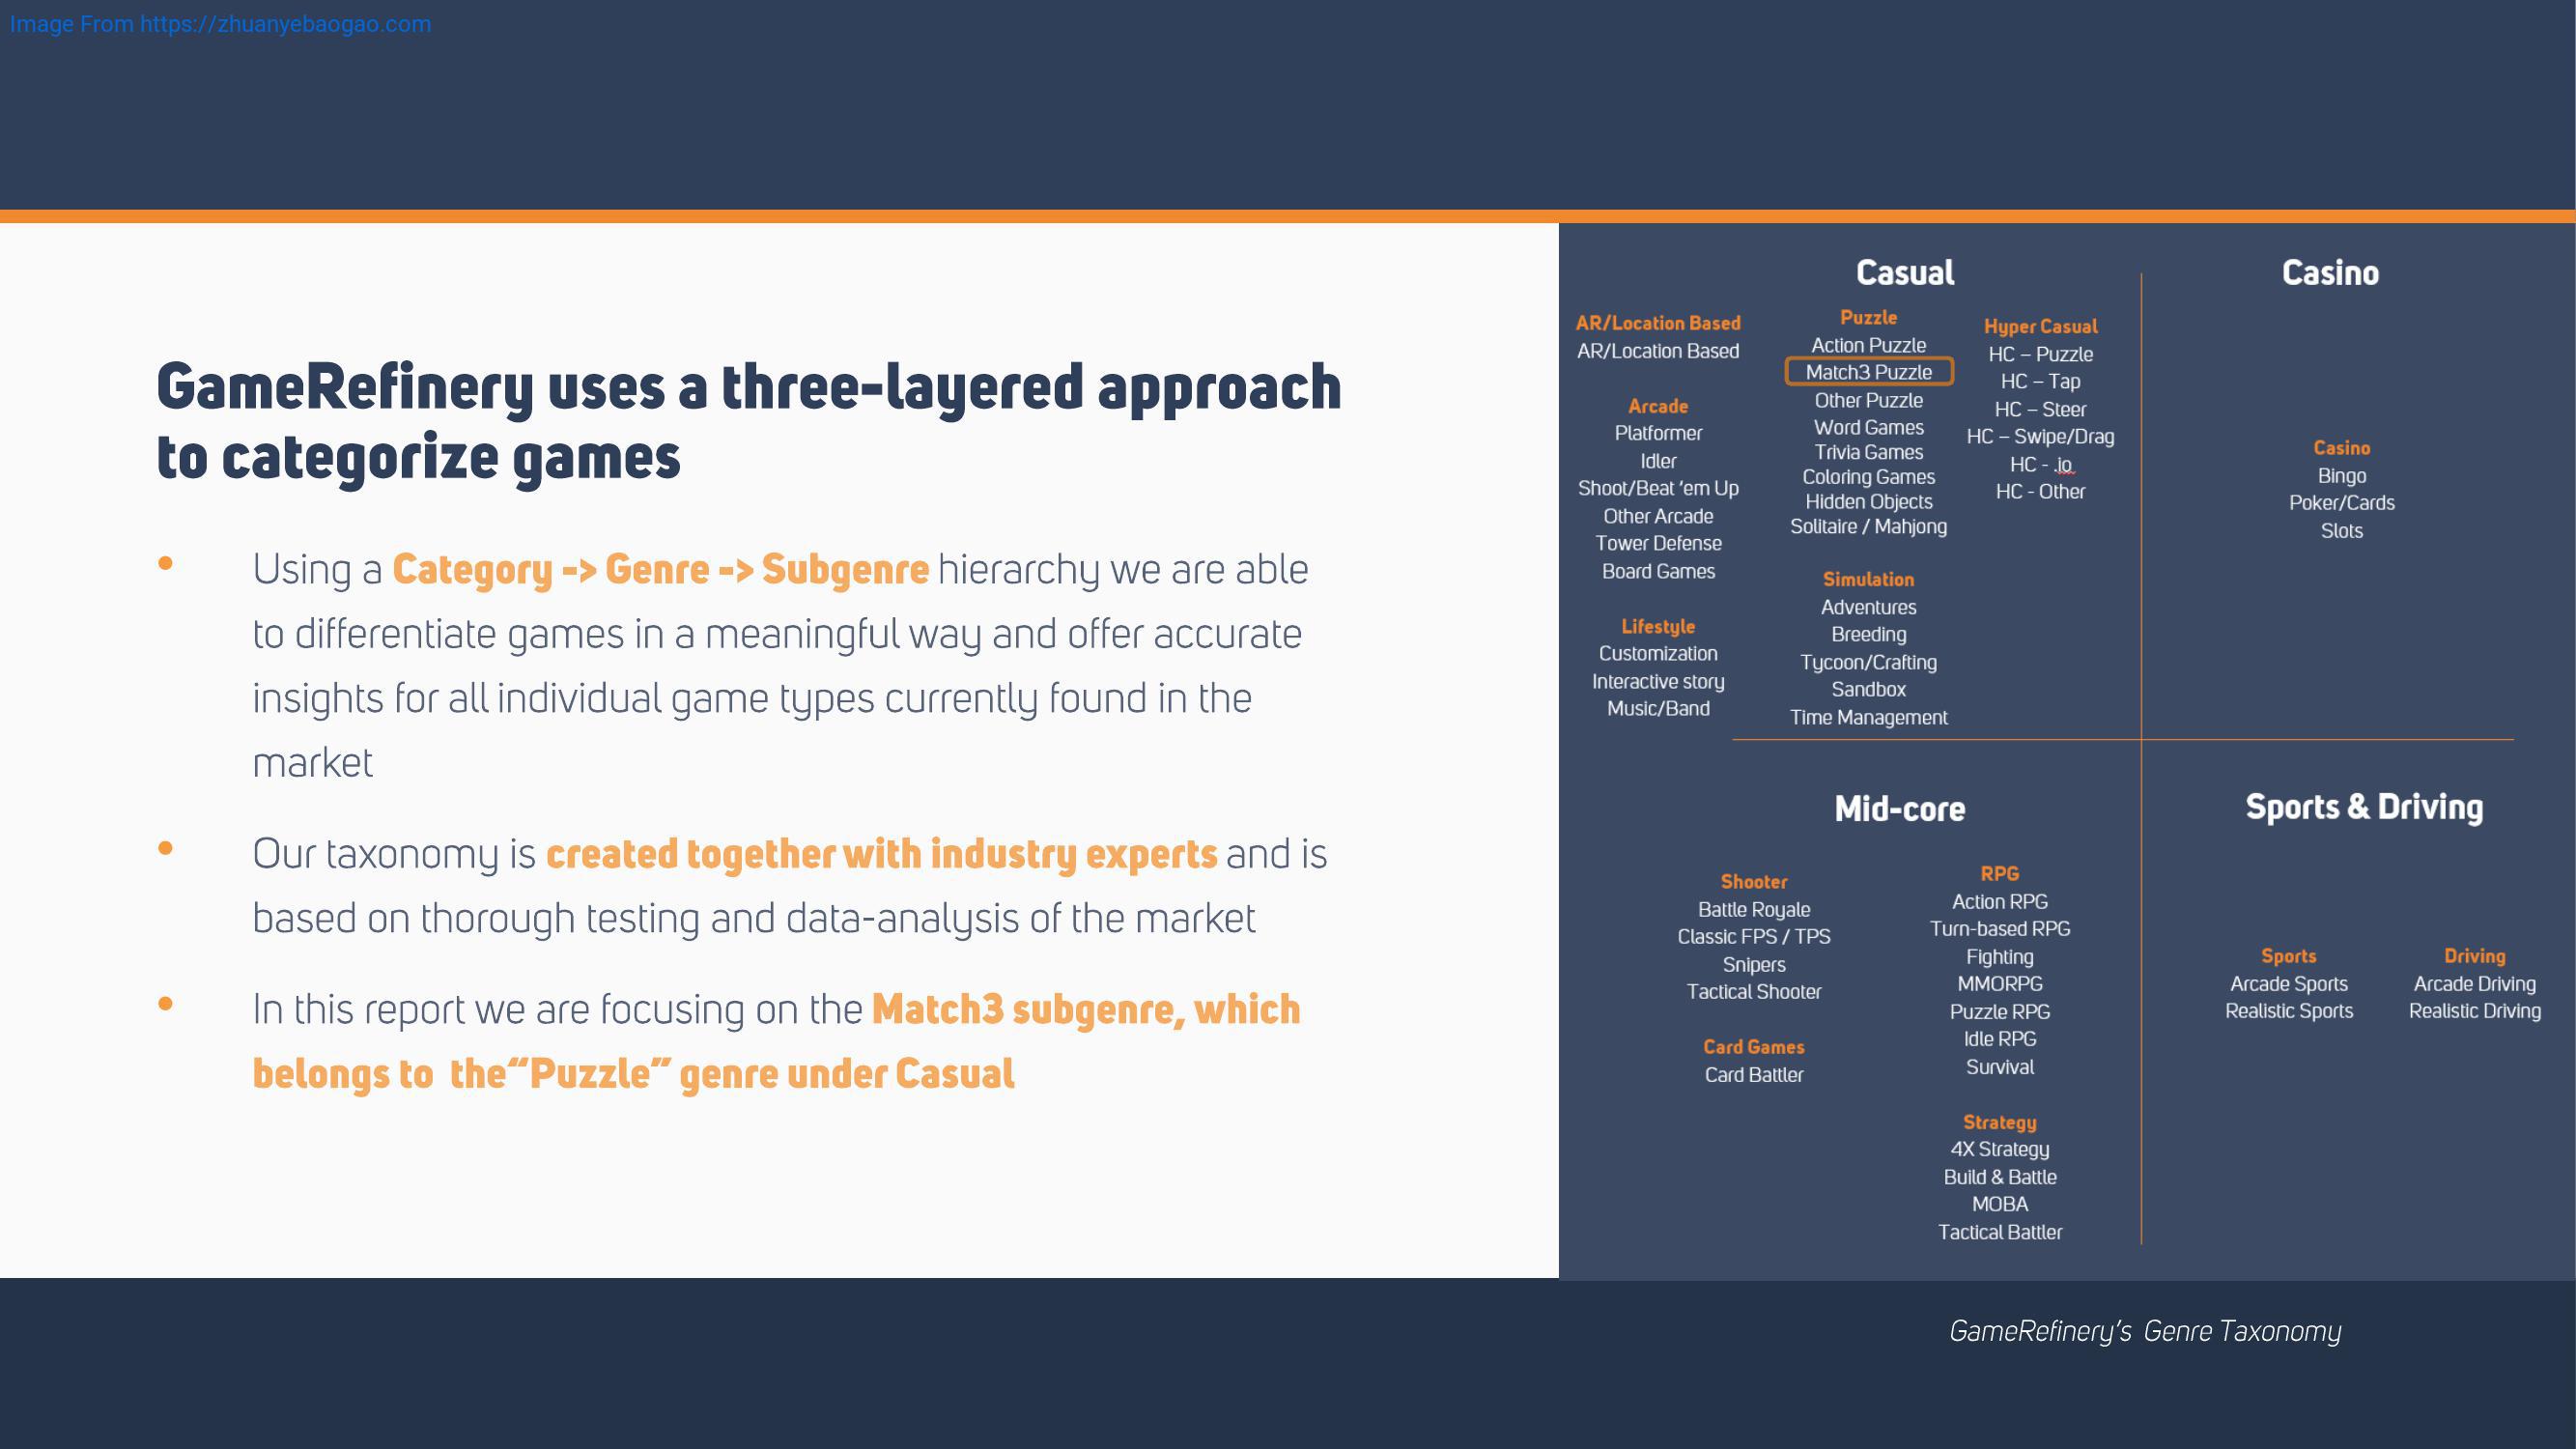 Image From https://zhuanyebaogao.com
GameRefinery uses a three-layered approach
to categorize games
• Using a Category -> Genre -> Subgenre hierarchy we are able
to differentiate games in a meaningful way and offer accurate
insights for all individual game types currently found in the
market
• Our taxonomy is created together with industry experts and is
based on thorough testing and data-analysis of the market
• In this report we are focusing on the Match3 subgenre, which
belongs to the“Puzzle” genre under Casual
Casual
AR/Location Based
AR/Location Based
Arcade
Platformer
Idler
Shoot/Beat ’em Up
Other Arcade
Tower Defense
Board Games
Lifestyle
Customization
Interactive story
Music/Band
Puzzle
Action Puzzle
Match3 Puzzle
Other Puzzle
Word Games
Trivia Games
Coloring Games
Hidden Objects
Solitaire / Mahjong
Simulation
Adventures
Breeding
Tycoon/Crafting
Sandbox
Time Management
Hyper Casual
HC – Puzzle
HC – Tap
HC – Steer
HC – Swipe/Drag
HC - .io
HC - Other
Casino
Casino
Bingo
Poker/Cards
Slots
Mid-core
Shooter
Battle Royale
Classic FPS / TPS
Snipers
Tactical Shooter
Card Games
Card Battler
RPG
Action RPG
Turn-based RPG
Fighting
MMORPG
Puzzle RPG
Idle RPG
Survival
Strategy
4X Strategy
Build & Battle
MOBA
Tactical Battler
Sports & Driving
Sports
Arcade Sports
Realistic Sports
Driving
Arcade Driving
Realistic Driving
GameRefinery’s Genre Taxonomy